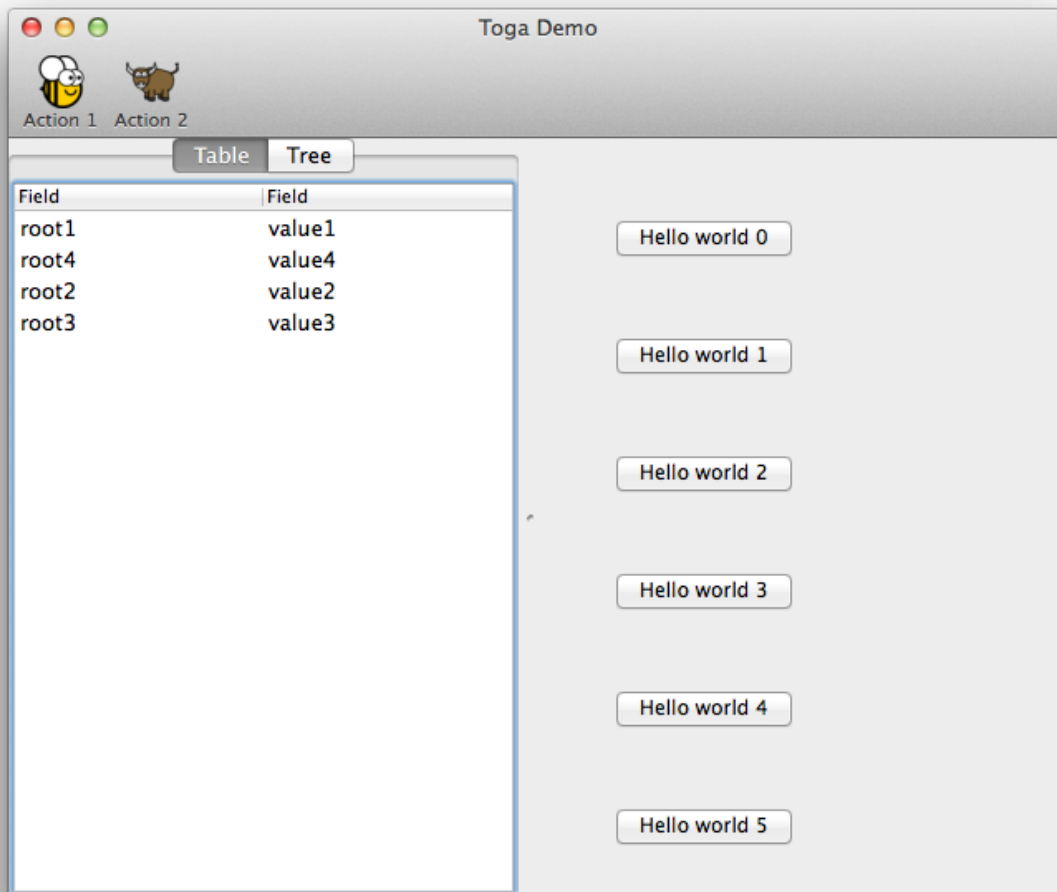 Toga Demo
Action 1 Action 2
Table Tree
Field Field
root1 value1
root4 value4
root2 value2
root3 value3
Hello world 0
Hello world 1
Hello world 2
Hello world 3
Hello world 4
Hello world 5